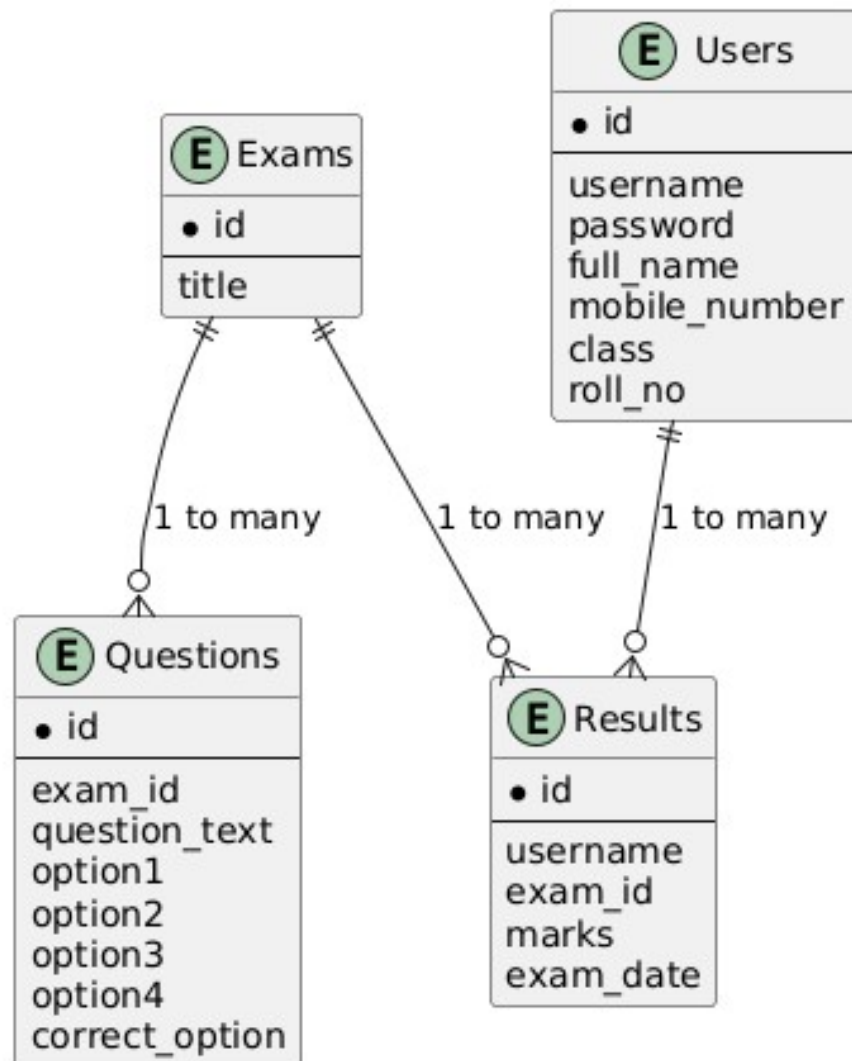 E Users
• id
username
password
full_name
mobile_number
class
roll_no
E Exams
• id
title
1 to many
1 to many
1 to many
E Questions
• id
exam_id
question_text
option1
option2
option3
option4
correct_option
E Results
• id
username
exam_id
marks
exam_date